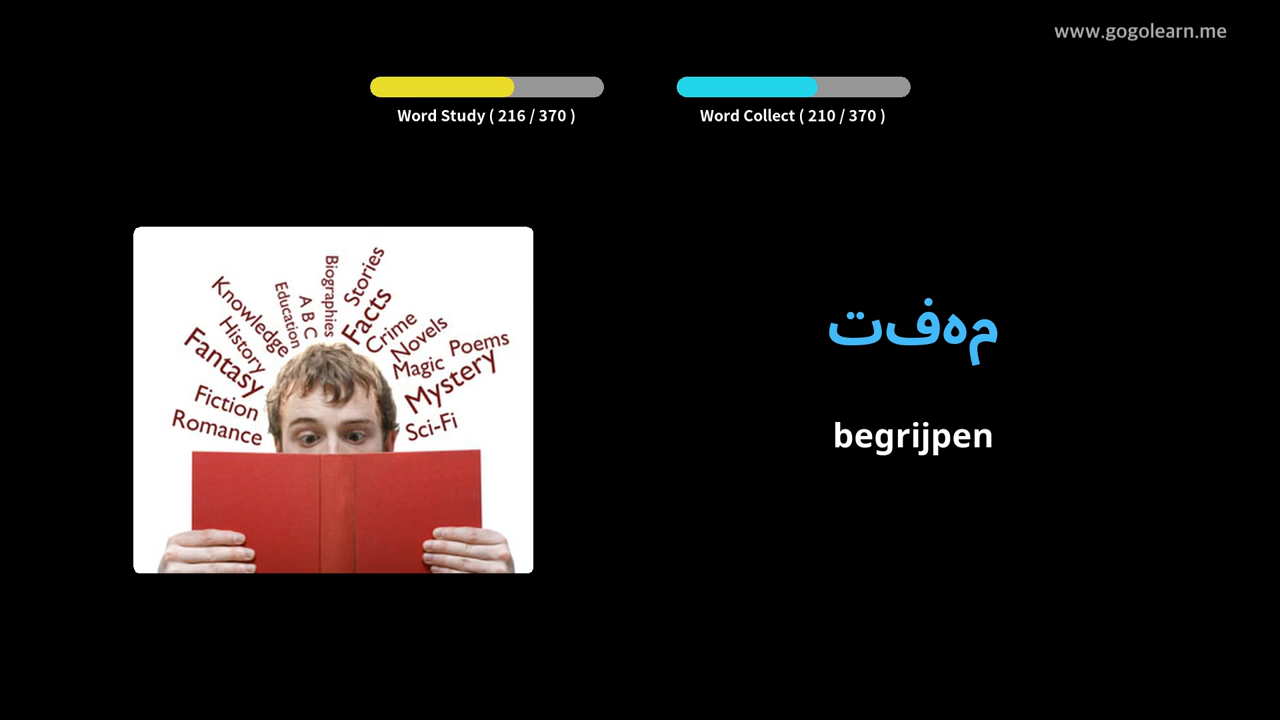 www.gogolearn.me
Word Study ( 216 / 370 )
Word Collect ( 210 / 370 )
Romance
Fiction
Fantasy
History
Knowledge
Education
A B C
Biographies
Stories
Facts
Crime
Novels
Magic
Poems
Mystery
Sci-Fi
مهفت
begrijpen